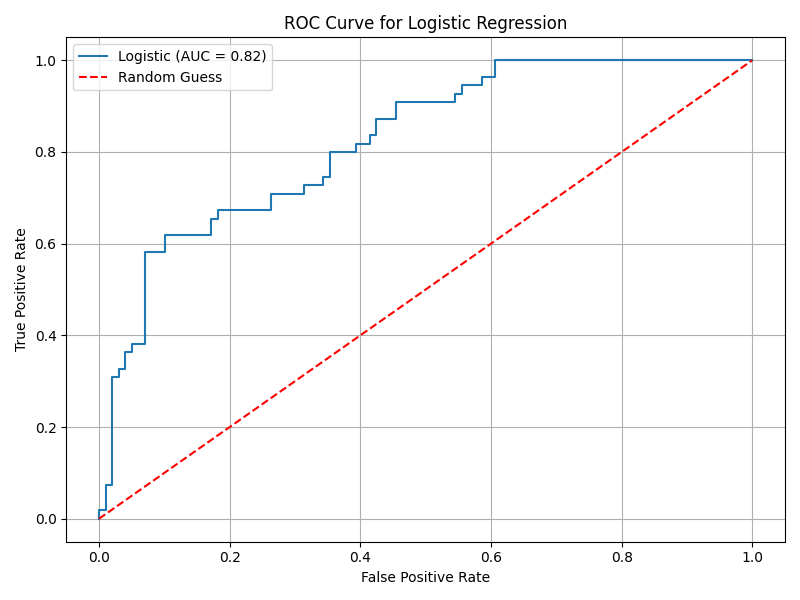 ROC Curve for Logistic Regression
Logistic (AUC = 0.82)
Random Guess
True Positive Rate
1.0
0.8
0.6
0.4
0.2
0.0
0.0 0.2 0.4 0.6 0.8 1.0
False Positive Rate